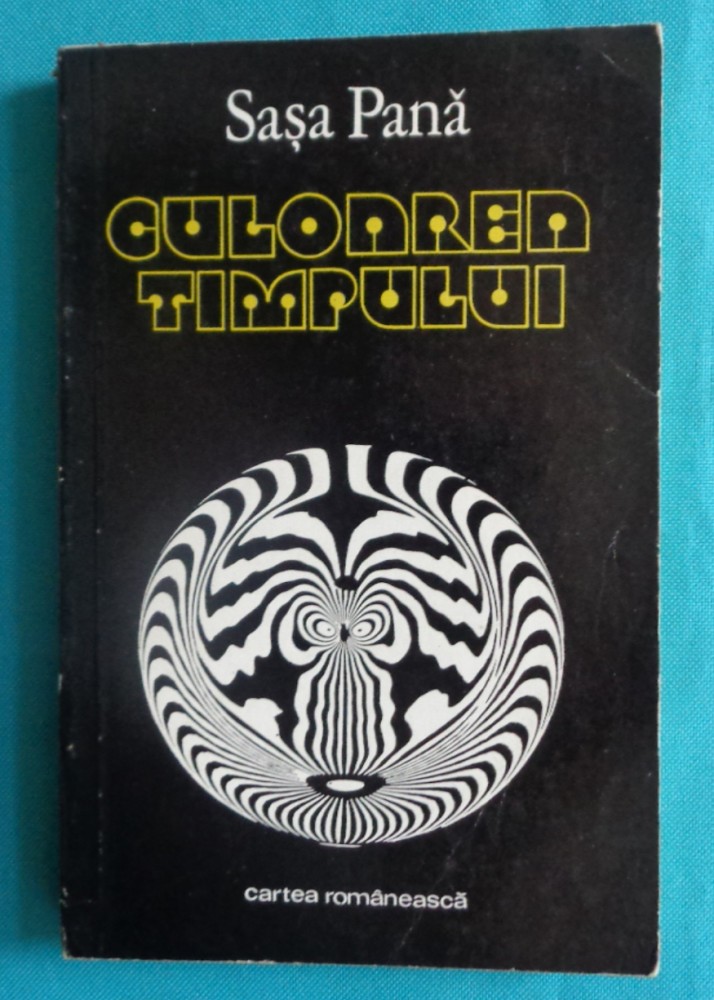 Sașa Pană
CULOAREA
TIMPULUI
cartea românească